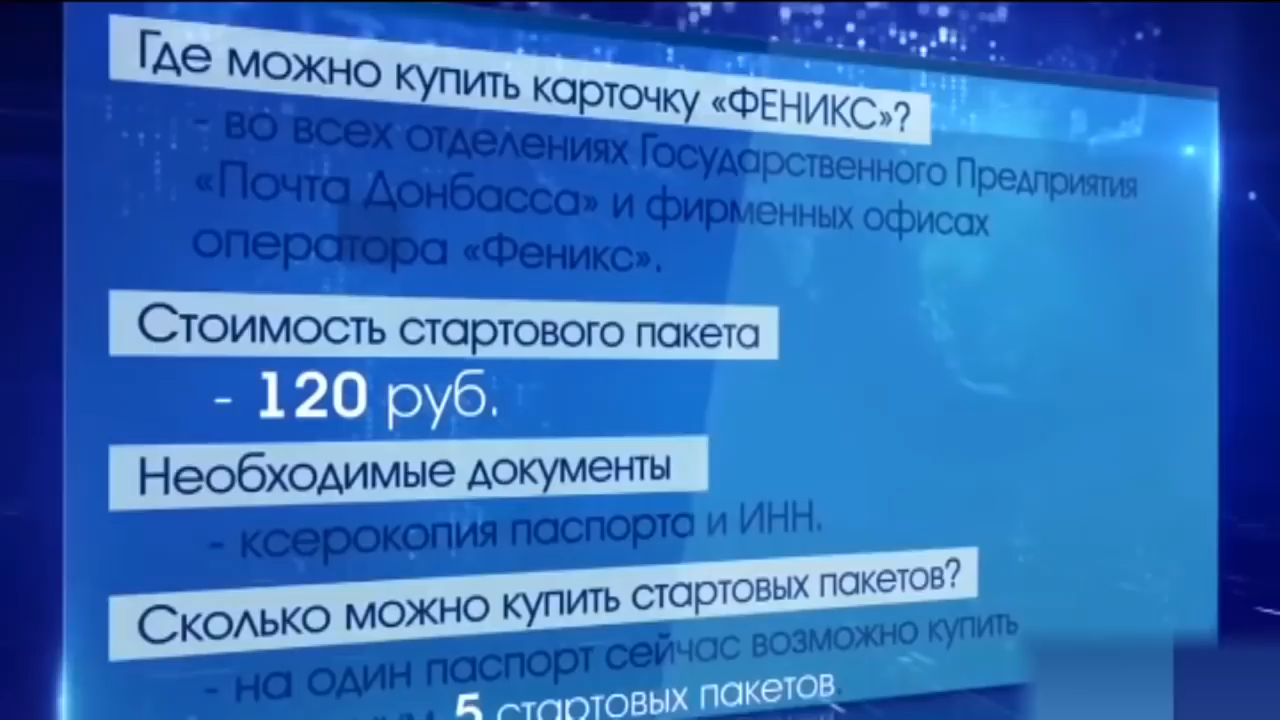 Где можно купить карточку «ФЕНИКС»?
- во всех отделениях Государственного Предприятия
«Почта Донбасса» и фирменных офисах
оператора «Феникс».
Стоимость стартового пакета
- 120 руб.
Необходимые документы
- ксерокопия паспорта и ИНН.
Сколько можно купить стартовых пакетов?
- на один паспорт сейчас возможно купить
5 стартовых пакетов.